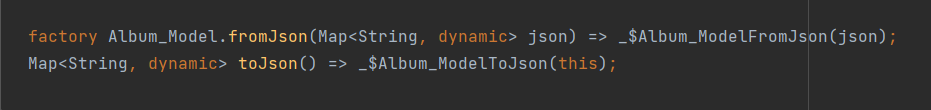 factory Album_Model.fromJson(Map<String, dynamic> json) => _$Album_ModelFromJson(json);
Map<String, dynamic> toJson() => _$Album_ModelToJson(this);